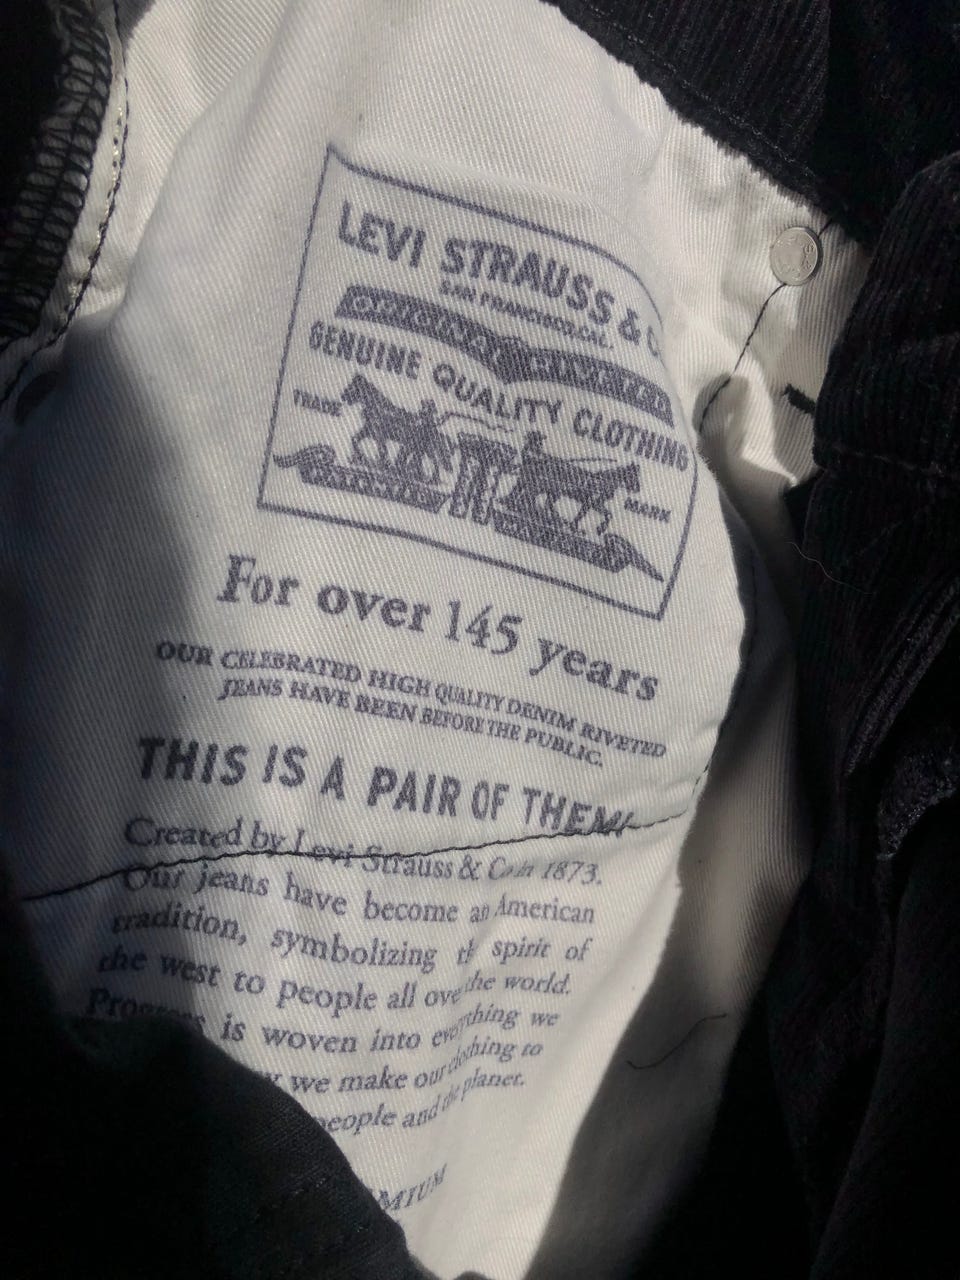 LEVI STRAUSS & C
SAN FRANCISCO, CAL.
GENUINE QUALITY CLOTHING
TRADE MARK
For over 145 years
OUR CELEBRATED HIGH QUALITY DENIM RIVETED
JEANS HAVE BEEN BEFORE THE PUBLIC.
THIS IS A PAIR OF THEM!
Created by Levi Strauss & Co in 1873.
Our jeans have become an American
tradition, symbolizing th spirit of
the west to people all over the world.
Progress is woven into everything we
w we make our clothing to
people and the planet.
MIUM